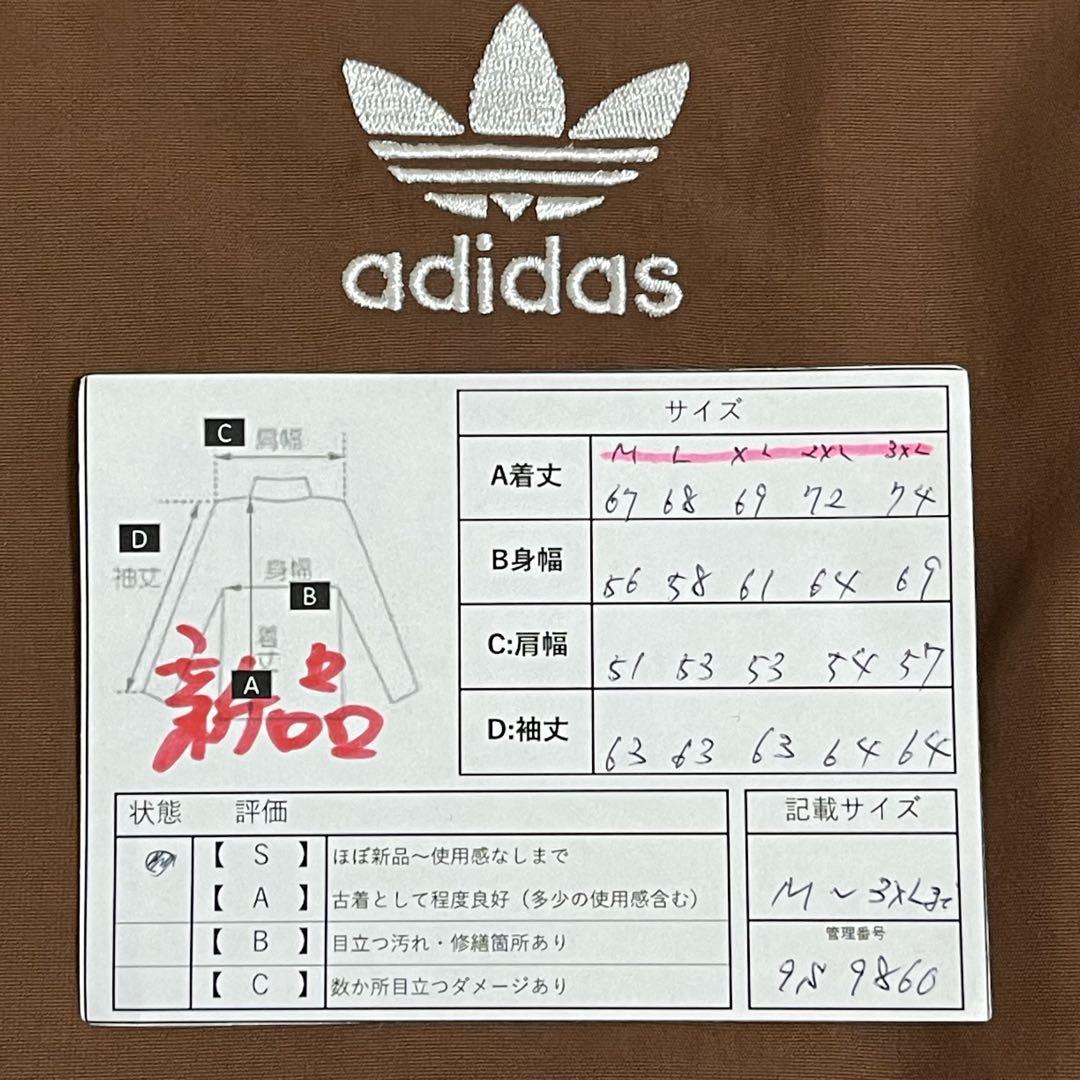 adidas
C 肩幅
D
袖丈
身幅
B
着丈
A
新品
サイズ
M L XL 2XL 3XL
A着丈 67 68 69 72 74
B身幅 56 58 61 64 69
C:肩幅 51 53 53 54 57
D:袖丈 63 63 63 64 64
状態 評価
【 S 】 ほぼ新品～使用感なしまで
【 A 】 古着として程度良好（多少の使用感含む）
【 B 】 目立つ汚れ・修繕箇所あり
【 C 】 数か所目立つダメージあり
記載サイズ
M ~ 3XLまで
管理番号
9860